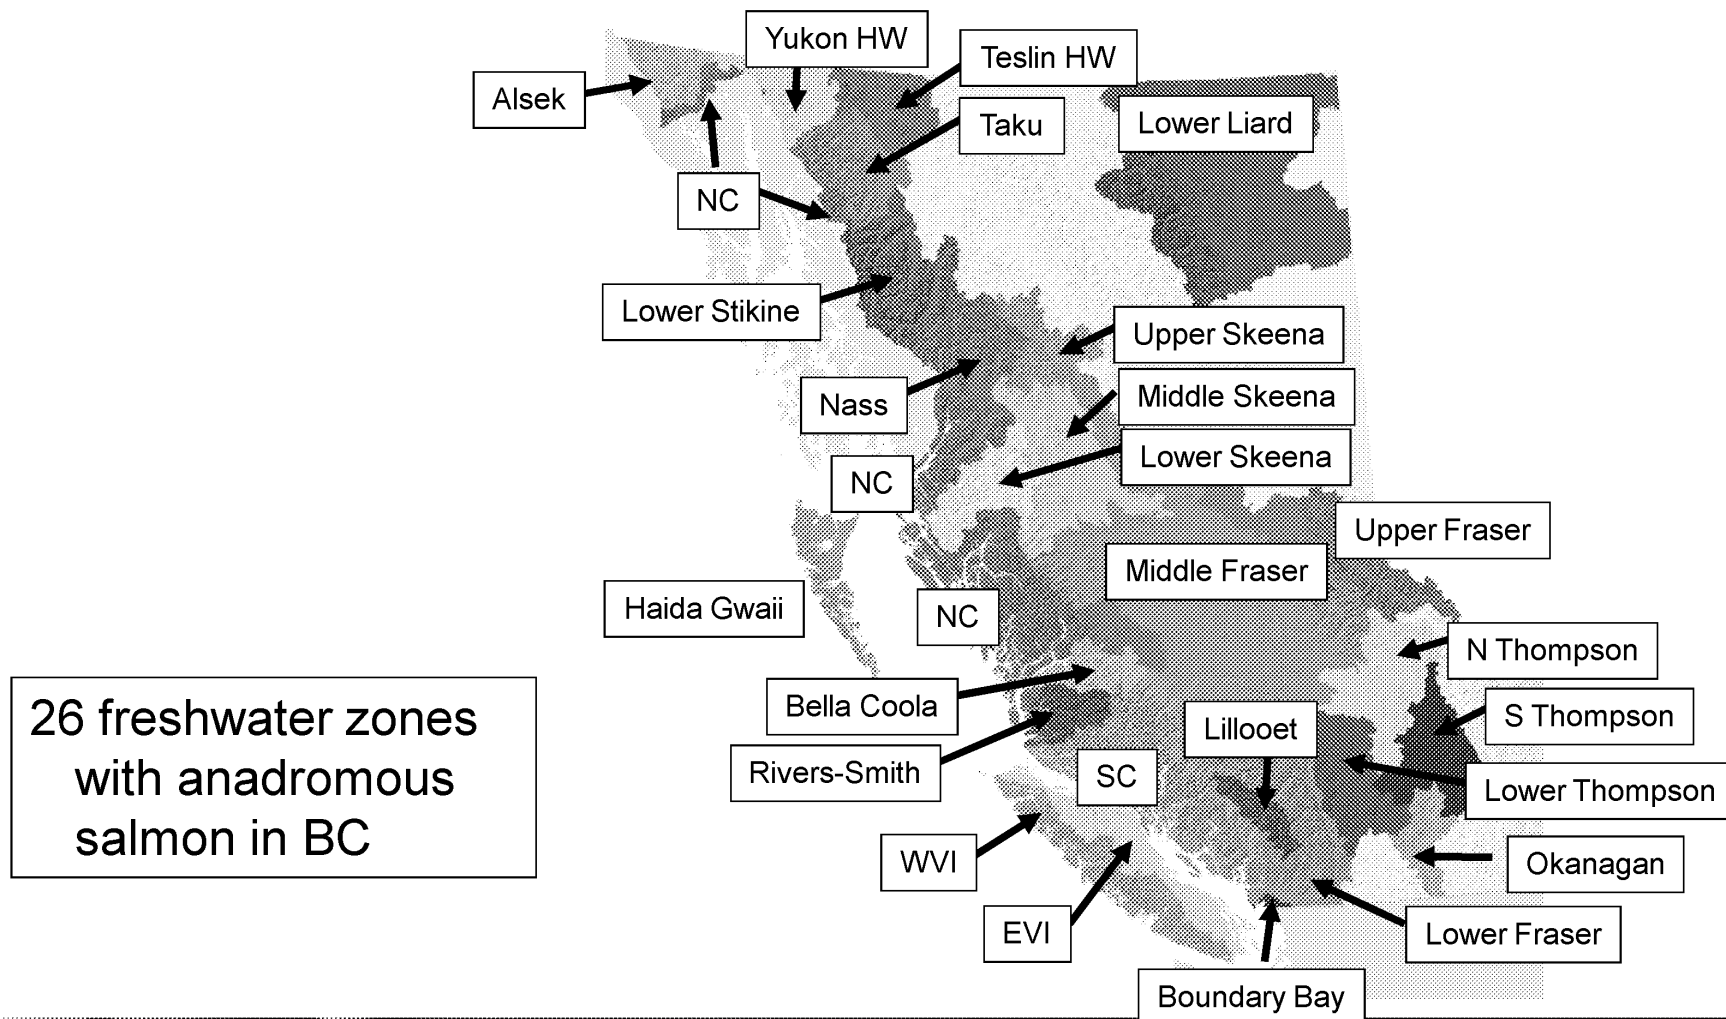 Yukon HW
Teslin HW
Alsek
Taku
Lower Liard
NC
Lower Stikine
Upper Skeena
Nass
Middle Skeena
Lower Skeena
NC
Upper Fraser
Middle Fraser
Haida Gwaii
NC
N Thompson
26 freshwater zones
with anadromous
salmon in BC
Bella Coola
Lillooet
S Thompson
Rivers-Smith
SC
Lower Thompson
WVI
Okanagan
EVI
Lower Fraser
Boundary Bay